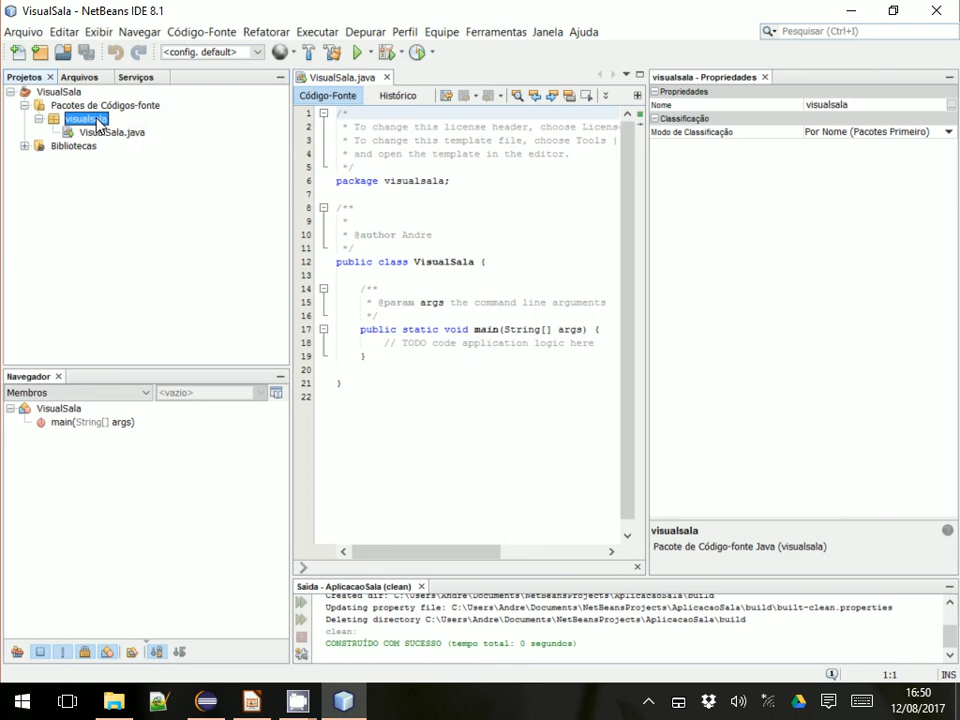 VisualSala - NetBeans IDE 8.1
Arquivo Editar Exibir Navegar Código-Fonte Refatorar Executar Depurar Perfil Equipe Ferramentas Janela Ajuda
Pesquisar (Ctrl+I)
<config. default>
Projetos Arquivos Serviços
VisualSala
Pacotes de Códigos-fonte
visualsala
VisualSala.java
Bibliotecas
Navegador
Membros <vazio>
VisualSala
main(String[] args)
VisualSala.java
Código-Fonte Histórico
1 /*
2 * To change this license header, choose Licens
3 * To change this template file, choose Tools |
4 * and open the template in the editor.
5 */
6 package visualsala;
7
8 /**
9 *
10 * @author Andre
11 */
12 public class VisualSala {
13
14 /**
15 * @param args the command line arguments
16 */
17 public static void main(String[] args) {
18 // TODO code application logic here
19 }
20
21 }
22
visualsala - Propriedades
Propriedades
Nome visualsala
Classificação
Modo de Classificação Por Nome (Pacotes Primeiro)
visualsala
Pacote de Código-fonte Java (visualsala)
Saída - AplicacaoSala (clean)
Created dir: C:\Users\Andre\Documents\NetBeansProjects\AplicacaoSala\build
Updating property file: C:\Users\Andre\Documents\NetBeansProjects\AplicacaoSala\build\built-clean.properties
Deleting directory C:\Users\Andre\Documents\NetBeansProjects\AplicacaoSala\build
clean:
CONSTRUÍDO COM SUCESSO (tempo total: 0 segundos)
1:1 INS
16:50
12/08/2017